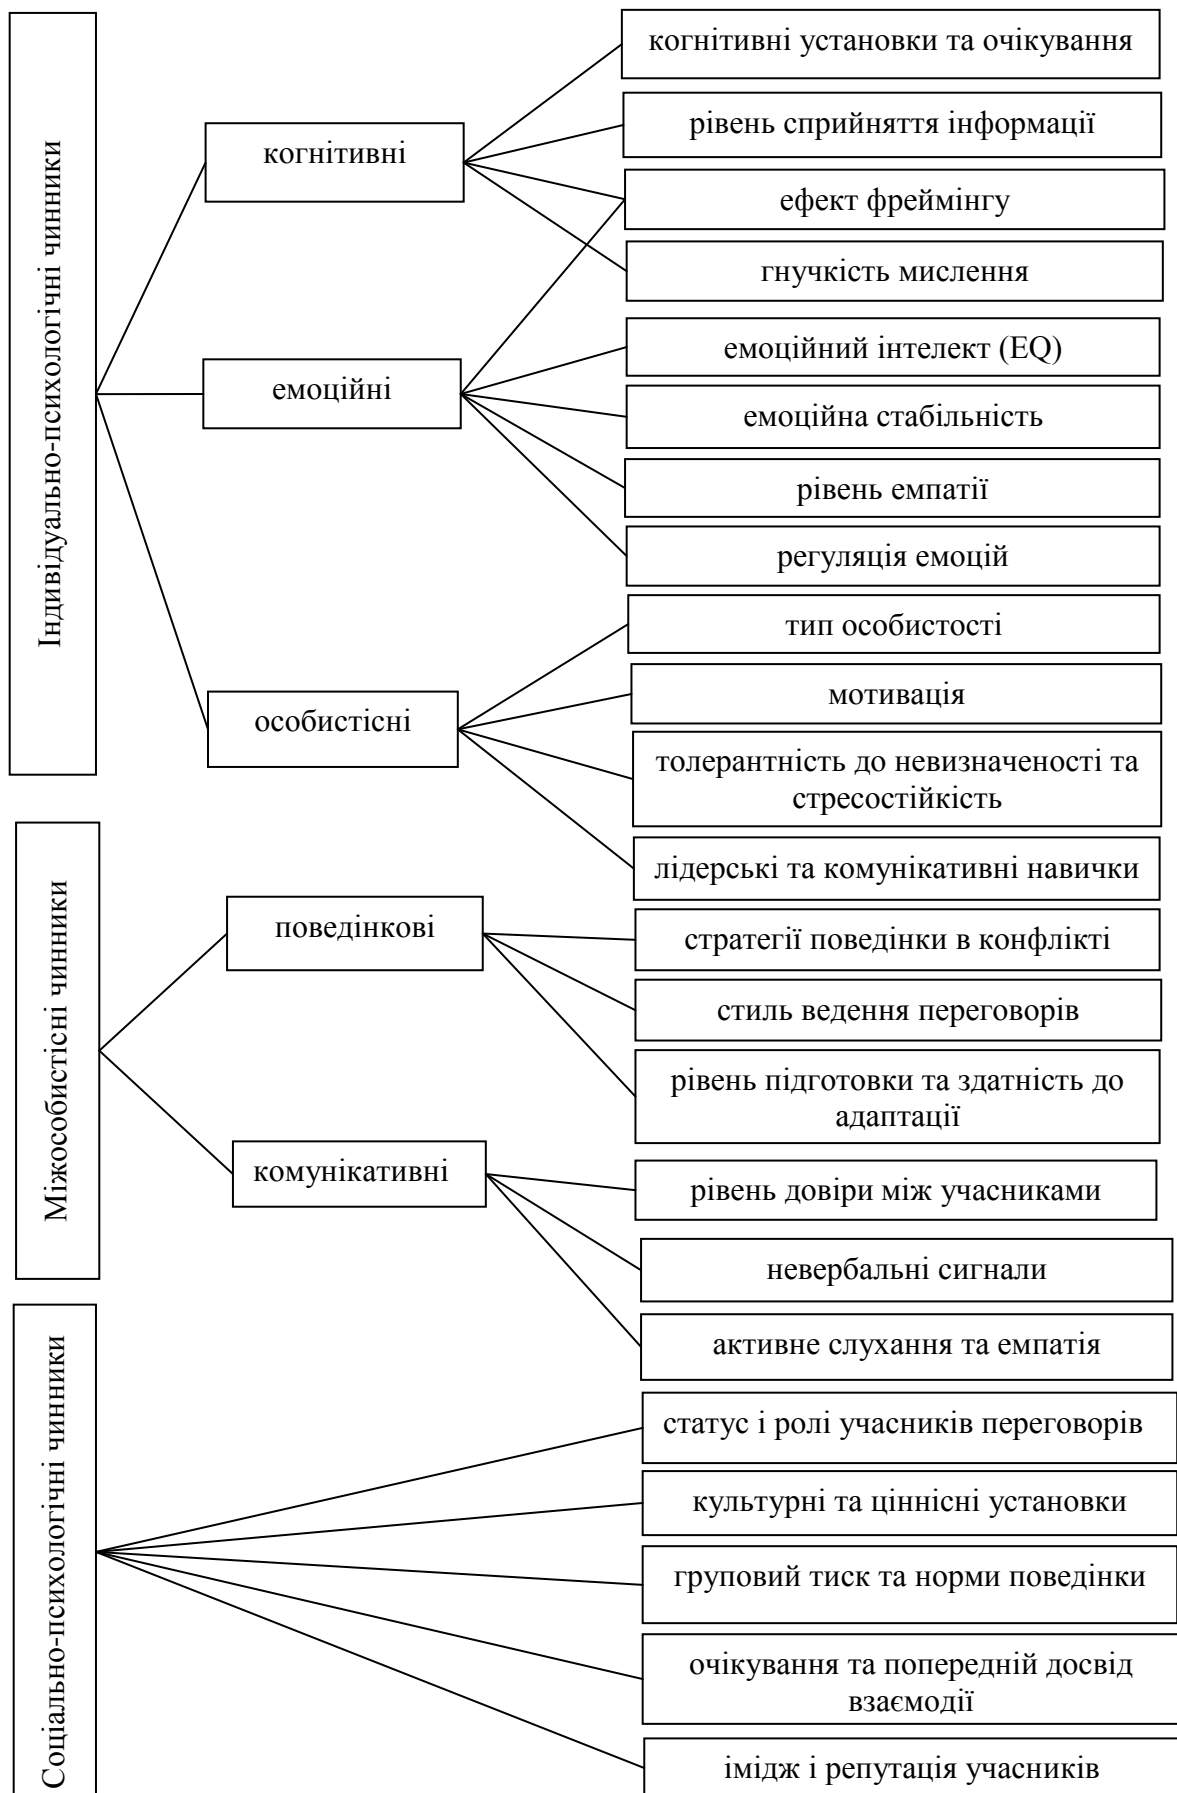 Індивідуально-психологічні чинники
когнітивні
когнітивні установки та очікування
рівень сприйняття інформації
ефект фреймінгу
гнучкість мислення
емоційні
емоційний інтелект (EQ)
емоційна стабільність
рівень емпатії
регуляція емоцій
особистісні
тип особистості
мотивація
толерантність до невизначеності та
стресостійкість
лідерські та комунікативні навички
Міжособистісні чинники
поведінкові
стратегії поведінки в конфлікті
стиль ведення переговорів
рівень підготовки та здатність до
адаптації
комунікативні
рівень довіри між учасниками
невербальні сигнали
активне слухання та емпатія
Соціально-психологічні чинники
статус і ролі учасників переговорів
культурні та ціннісні установки
груповий тиск та норми поведінки
очікування та попередній досвід
взаємодії
імідж і репутація учасників